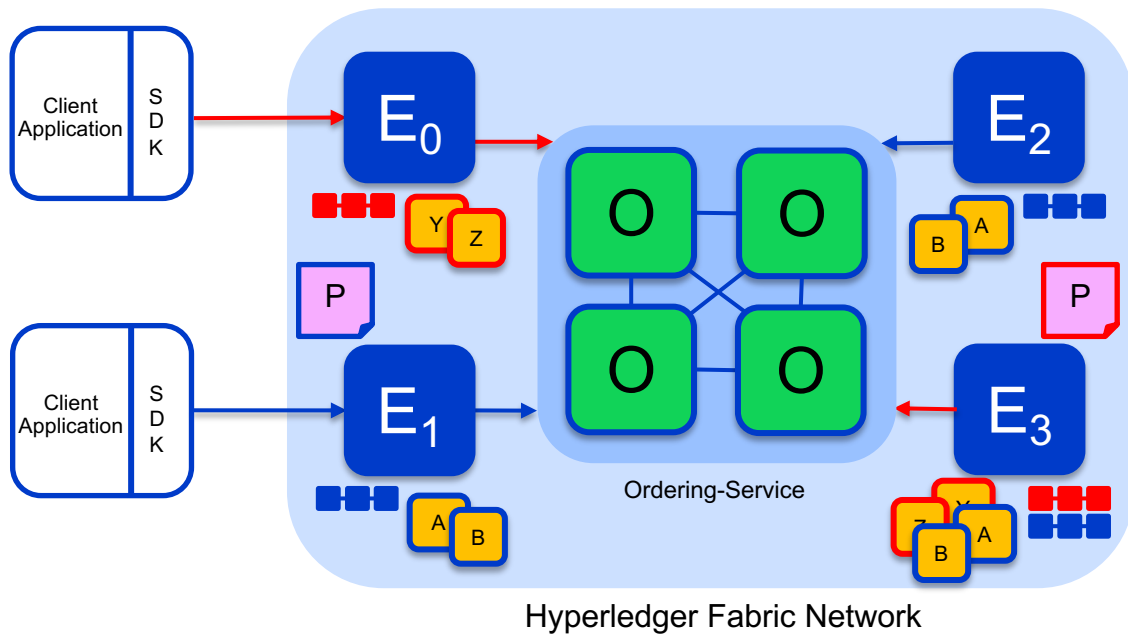 Client
Application
S
D
K
E0
E2
O
O
Y
Z
A
B
P
P
O
O
Client
Application
S
D
K
E1
E3
Ordering-Service
A
B
Y
Z
A
B
Hyperledger Fabric Network